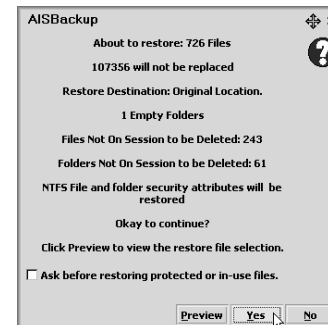 AISBackup
About to restore: 726 Files
107356 will not be replaced
Restore Destination: Original Location.
1 Empty Folders
Files Not On Session to be Deleted: 243
Folders Not On Session to be Deleted: 61
NTFS File and folder security attributes will be
restored
Okay to continue?
Click Preview to view the restore file selection.
Ask before restoring protected or in-use files.
Preview Yes No